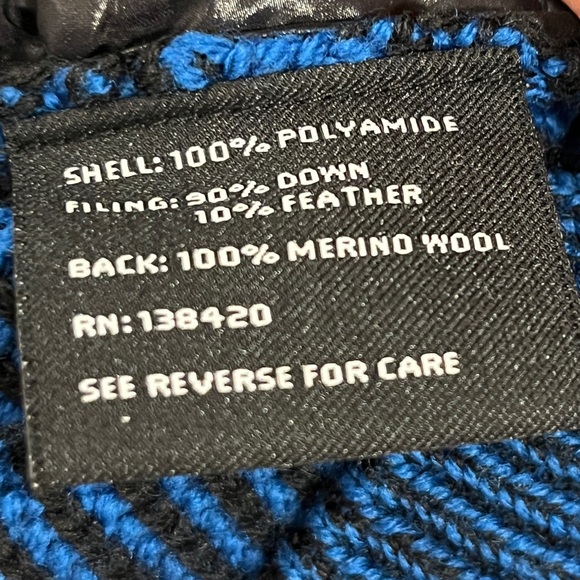 SHELL: 100% POLYAMIDE
FILING: 90% DOWN
10% FEATHER
BACK: 100% MERINO WOOL
RN: 138420
SEE REVERSE FOR CARE